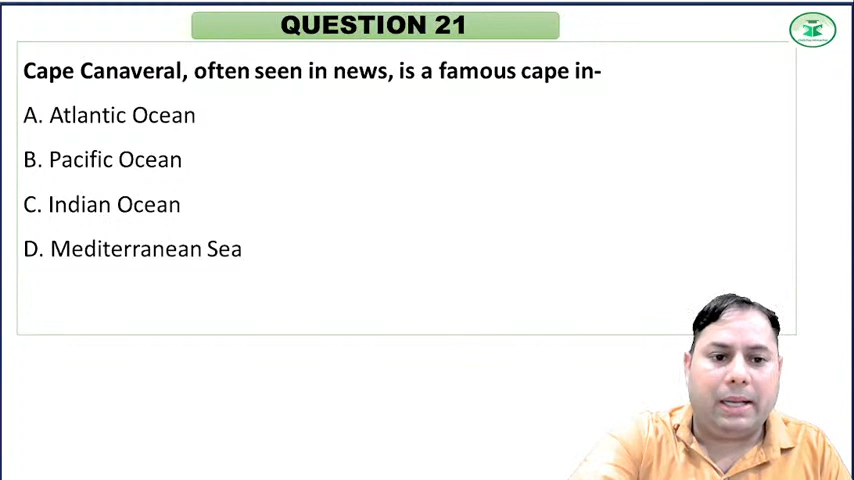 QUESTION 21
Cape Canaveral, often seen in news, is a famous cape in-
A. Atlantic Ocean
B. Pacific Ocean
C. Indian Ocean
D. Mediterranean Sea